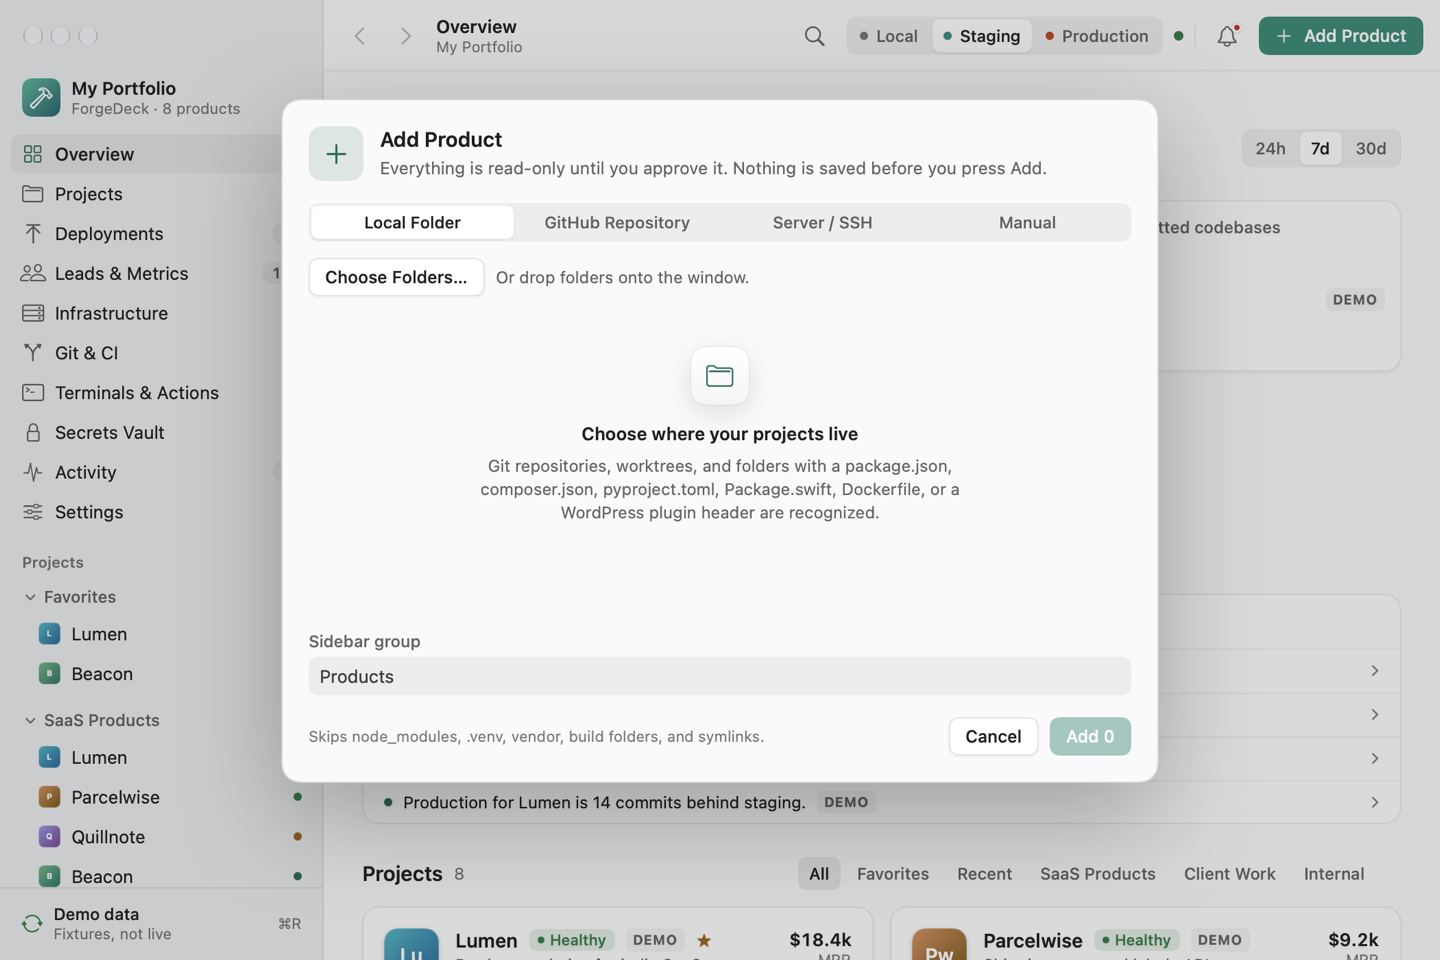 Overview
My Portfolio
Local
Staging
Production
Add Product
My Portfolio
ForgeDeck · 8 products
Overview
Projects
Deployments
Leads & Metrics
1
Infrastructure
Git & CI
Terminals & Actions
Secrets Vault
Activity
Settings
Projects
Favorites
L
Lumen
B
Beacon
SaaS Products
L
Lumen
P
Parcelwise
Q
Quillnote
B
Beacon
Demo data
Fixtures, not live
⌘R
24h
7d
30d
tted codebases
DEMO
Add Product
Everything is read-only until you approve it. Nothing is saved before you press Add.
Local Folder
GitHub Repository
Server / SSH
Manual
Choose Folders...
Or drop folders onto the window.
Choose where your projects live
Git repositories, worktrees, and folders with a package.json,
composer.json, pyproject.toml, Package.swift, Dockerfile, or a
WordPress plugin header are recognized.
Sidebar group
Products
Skips node_modules, .venv, vendor, build folders, and symlinks.
Cancel
Add 0
Production for Lumen is 14 commits behind staging.
DEMO
Projects 8
All
Favorites
Recent
SaaS Products
Client Work
Internal
Lu
Lumen
Healthy
DEMO
$18.4k
MRR
Pw
Parcelwise
Healthy
DEMO
$9.2k
MRR